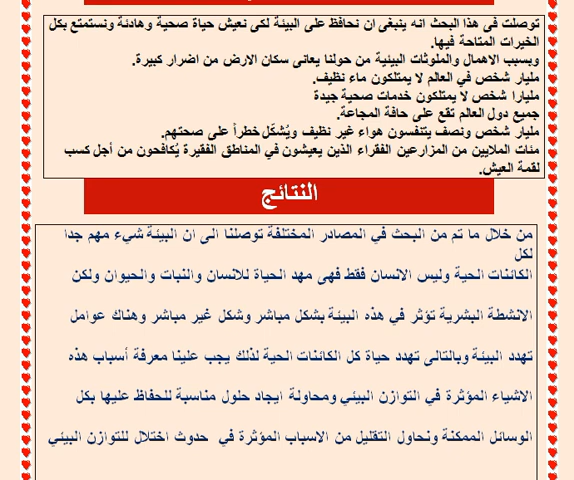 توصلت فى هذا البحث انه ينبغى ان نحافظ على البيئة لكى نعيش حياة صحية وهادئة ونستمتع بكل
الخيرات المتاحة فيها.
وبسبب الاهمال والملوثات البيئية من حولنا يعانى سكان الارض من اضرار كبيرة.
مليار شخص في العالم لا يمتلكون ماء نظيف.
مليارا شخص لا يمتلكون خدمات صحية جيدة
جميع دول العالم تقع على حافة المجاعة.
مليار شخص ونصف يتنفسون هواء غير نظيف ويُشكّل خطراً على صحتهم.
مئات الملايين من المزارعين الفقراء الذين يعيشون في المناطق الفقيرة يُكافحون من أجل كسب
لقمة العيش.
النتائج
من خلال ما تم من البحث في المصادر المختلفة توصلنا الى ان البيئة شيء مهم جدا
لكل
الكائنات الحية وليس الانسان فقط فهى مهد الحياة للانسان والنبات والحيوان ولكن
الانشطة البشرية تؤثر في هذه البيئة بشكل مباشر وشكل غير مباشر وهناك عوامل
تهدد البيئة وبالتالى تهدد حياة كل الكائنات الحية لذلك يجب علينا معرفة أسباب هذه
الاشياء المؤثرة في التوازن البيئي ومحاولة ايجاد حلول مناسبة للحفاظ عليها بكل
الوسائل الممكنة ونحاول التقليل من الاسباب المؤثرة في حدوث اختلال للتوازن البيئي